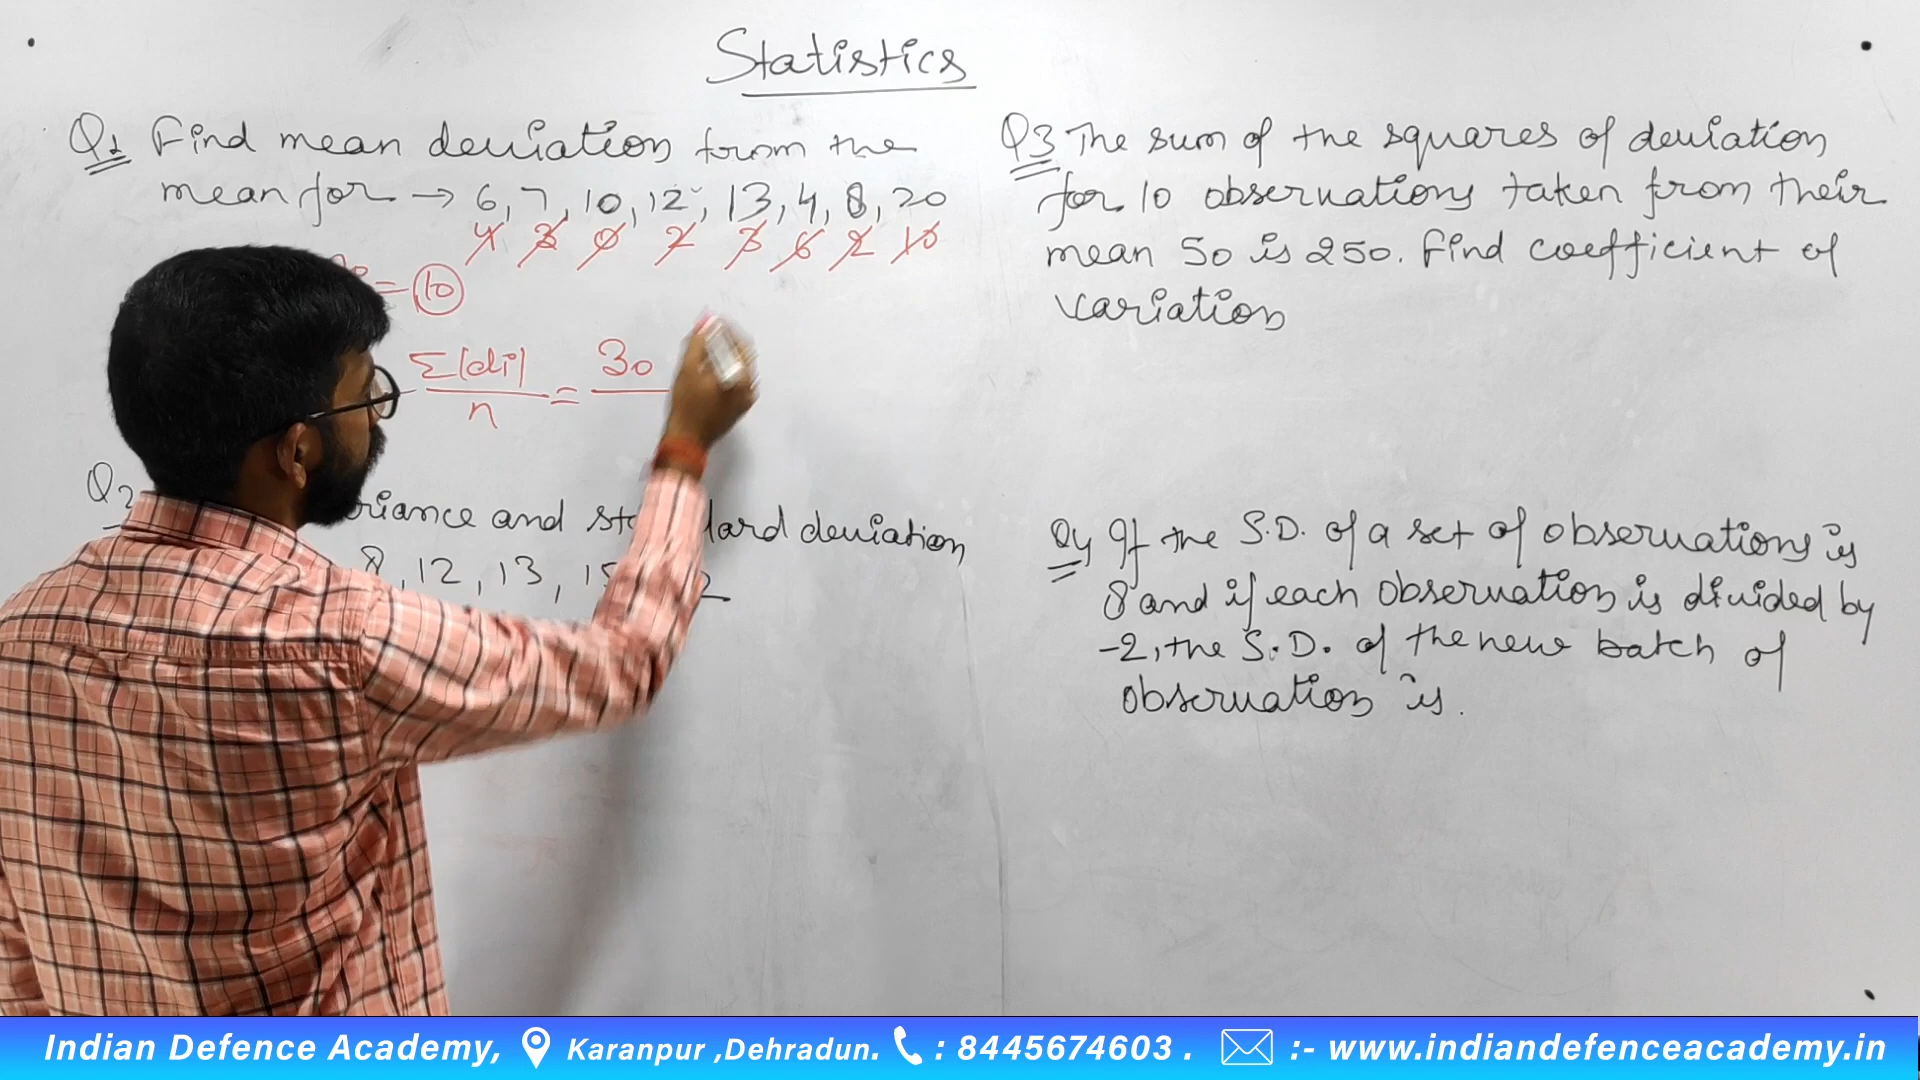 Statistics
Q1 Find mean deviation from the
mean for → 6, 7, 10, 12, 13, 4, 8, 20
4 3 0 2 3 6 2 10
= 10
Σ|di| / n = 30
Q2 riance and sta dard deviation
8, 12, 13, 15
Q3 The sum of the squares of deviation
for 10 observations taken from their
mean 50 is 250. Find coefficient of
variation
Q4 If the S.D. of a set of observations is
8 and if each observation is divided by
-2, the S.D. of the new batch of
observation is.
Indian Defence Academy, Karanpur ,Dehradun. : 8445674603 . :- www.indiandefenceacademy.in